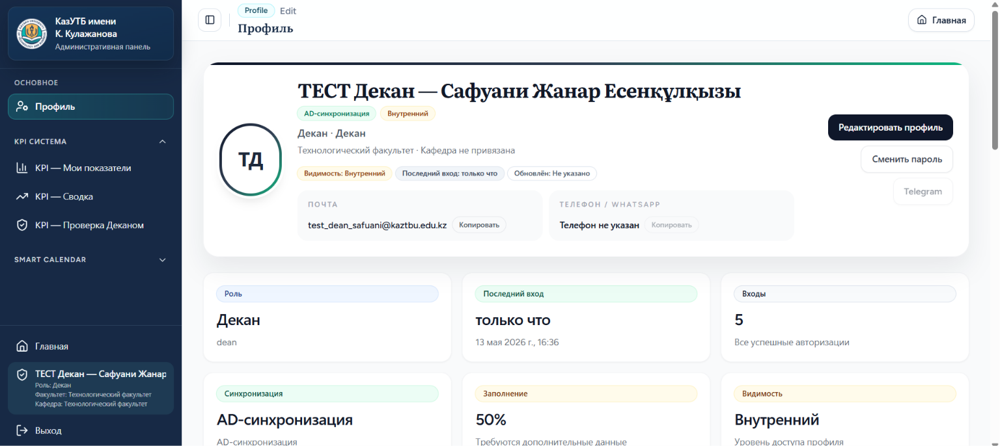 КазУТБ имени
К. Кулажанова
Административная панель
ОСНОВНОЕ
Профиль
KPI СИСТЕМА
KPI — Мои показатели
KPI — Сводка
KPI — Проверка Деканом
SMART CALENDAR
Главная
ТЕСТ Декан — Сафуани Жанар
Роль: Декан
Факультет: Технологический факультет
Кафедра: Технологический факультет
Выход
Profile Edit
Профиль
Главная
ТЕСТ Декан — Сафуани Жанар Есенқұлқызы
AD-синхронизация Внутренний
Декан · Декан
Технологический факультет · Кафедра не привязана
Видимость: Внутренний Последний вход: только что Обновлён: Не указано
ТД
Редактировать профиль
Сменить пароль
Telegram
ПОЧТА
test_dean_safuani@kaztbu.edu.kz Копировать
ТЕЛЕФОН / WHATSAPP
Телефон не указан Копировать
Роль
Декан
dean
Последний вход
только что
13 мая 2026 г., 16:36
Входы
5
Все успешные авторизации
Синхронизация
AD-синхронизация
AD-синхронизация
Заполнение
50%
Требуются дополнительные данные
Видимость
Внутренний
Уровень доступа профиля